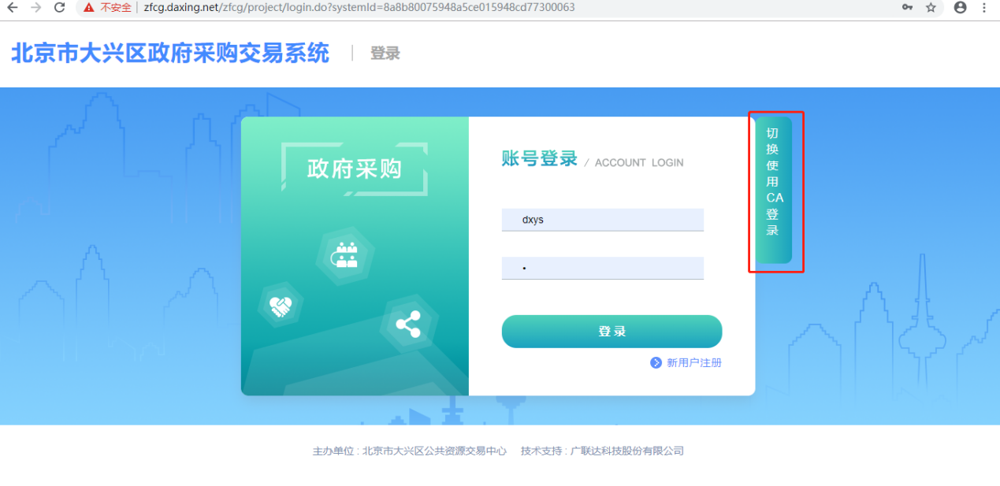 不安全 zfcg.daxing.net/zfcg/project/login.do?systemId=8a8b80075948a5ce015948cd77300063
北京市大兴区政府采购交易系统 登录
政府采购
账号登录 / ACCOUNT LOGIN
dxys
登录
新用户注册
切
换
使
用
CA
登
录
主办单位 : 北京市大兴区公共资源交易中心 技术支持 : 广联达科技股份有限公司